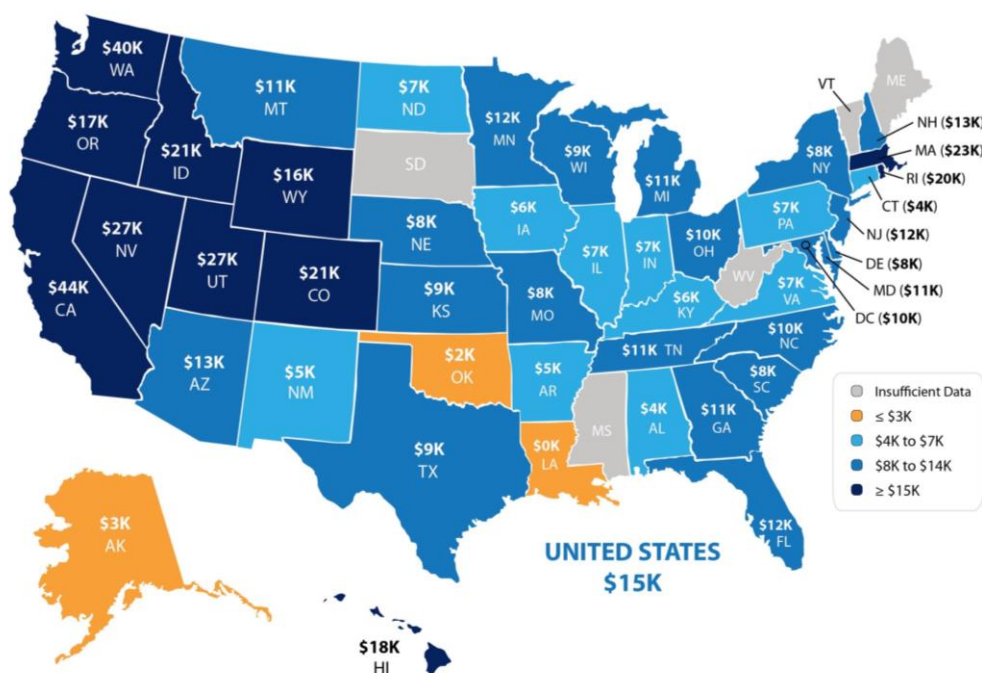 $40K
WA
$11K
MT
$7K
ND
$12K
MN
VT
ME
$17K
OR
$21K
ID
$16K
WY
SD
$9K
WI
$11K
MI
$8K
NY
NH ($13K)
MA ($23K)
RI ($20K)
CT ($4K)
NJ ($12K)
DE ($8K)
MD ($11K)
DC ($10K)
$27K
NV
$27K
UT
$21K
CO
$8K
NE
$6K
IA
$7K
IL
$7K
IN
$10K
OH
$7K
PA
WV
$7K
VA
$44K
CA
$9K
KS
$8K
MO
$6K
KY
$13K
AZ
$5K
NM
$2K
OK
$5K
AR
$11K TN
$10K
NC
$8K
SC
$9K
TX
$0K
LA
MS
$4K
AL
$11K
GA
$12K
FL
$3K
AK
$18K
HI
UNITED STATES
$15K
Insufficient Data
≤ $3K
$4K to $7K
$8K to $14K
≥ $15K